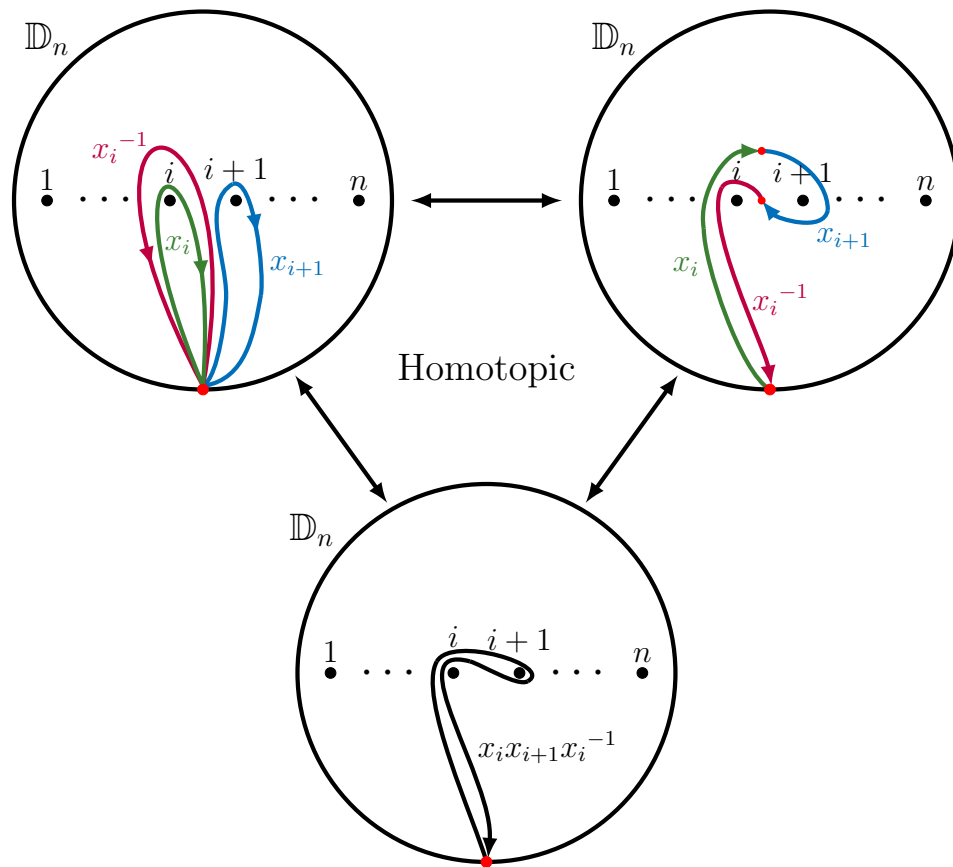 𝔻ₙ
𝔻ₙ
xᵢ⁻¹
i
i + 1
1
· · · ·
· · · ·
n
xᵢ
xᵢ₊₁
1
· · · ·
i
i + 1
· · · ·
n
xᵢ
xᵢ₊₁
xᵢ⁻¹
Homotopic
𝔻ₙ
1
· · · ·
i
i + 1
· · · ·
n
xᵢxᵢ₊₁xᵢ⁻¹